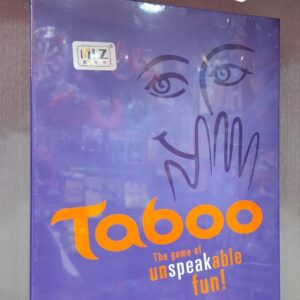 Taboo
The game of
unspeakable
fun!